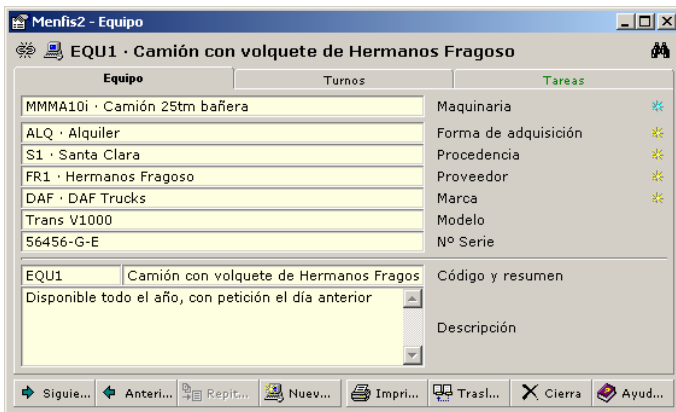 Menfis2 - Equipo
EQU1 · Camión con volquete de Hermanos Fragoso
Equipo Turnos Tareas
MMMA10i · Camión 25tm bañera Maquinaria
ALQ · Alquiler Forma de adquisición
S1 · Santa Clara Procedencia
FR1 · Hermanos Fragoso Proveedor
DAF · DAF Trucks Marca
Trans V1000 Modelo
56456-G-E Nº Serie
EQU1 Camión con volquete de Hermanos Fragos Código y resumen
Disponible todo el año, con petición el día anterior
Descripción
Siguie... Anteri... Repit... Nuev... Impri... Trasl... Cierra Ayud...